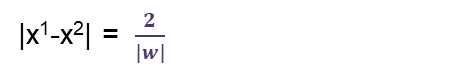 |x¹-x²| = 2/|w|